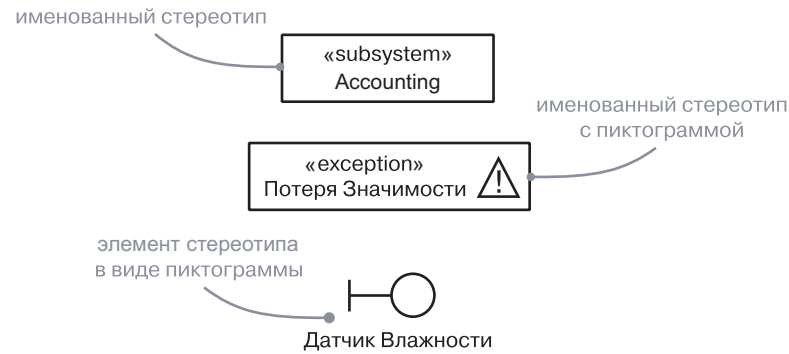 именованный стереотип
«subsystem»
Accounting
именованный стереотип
с пиктограммой
«exception»
Потеря Значимости
элемент стереотипа
в виде пиктограммы
Датчик Влажности